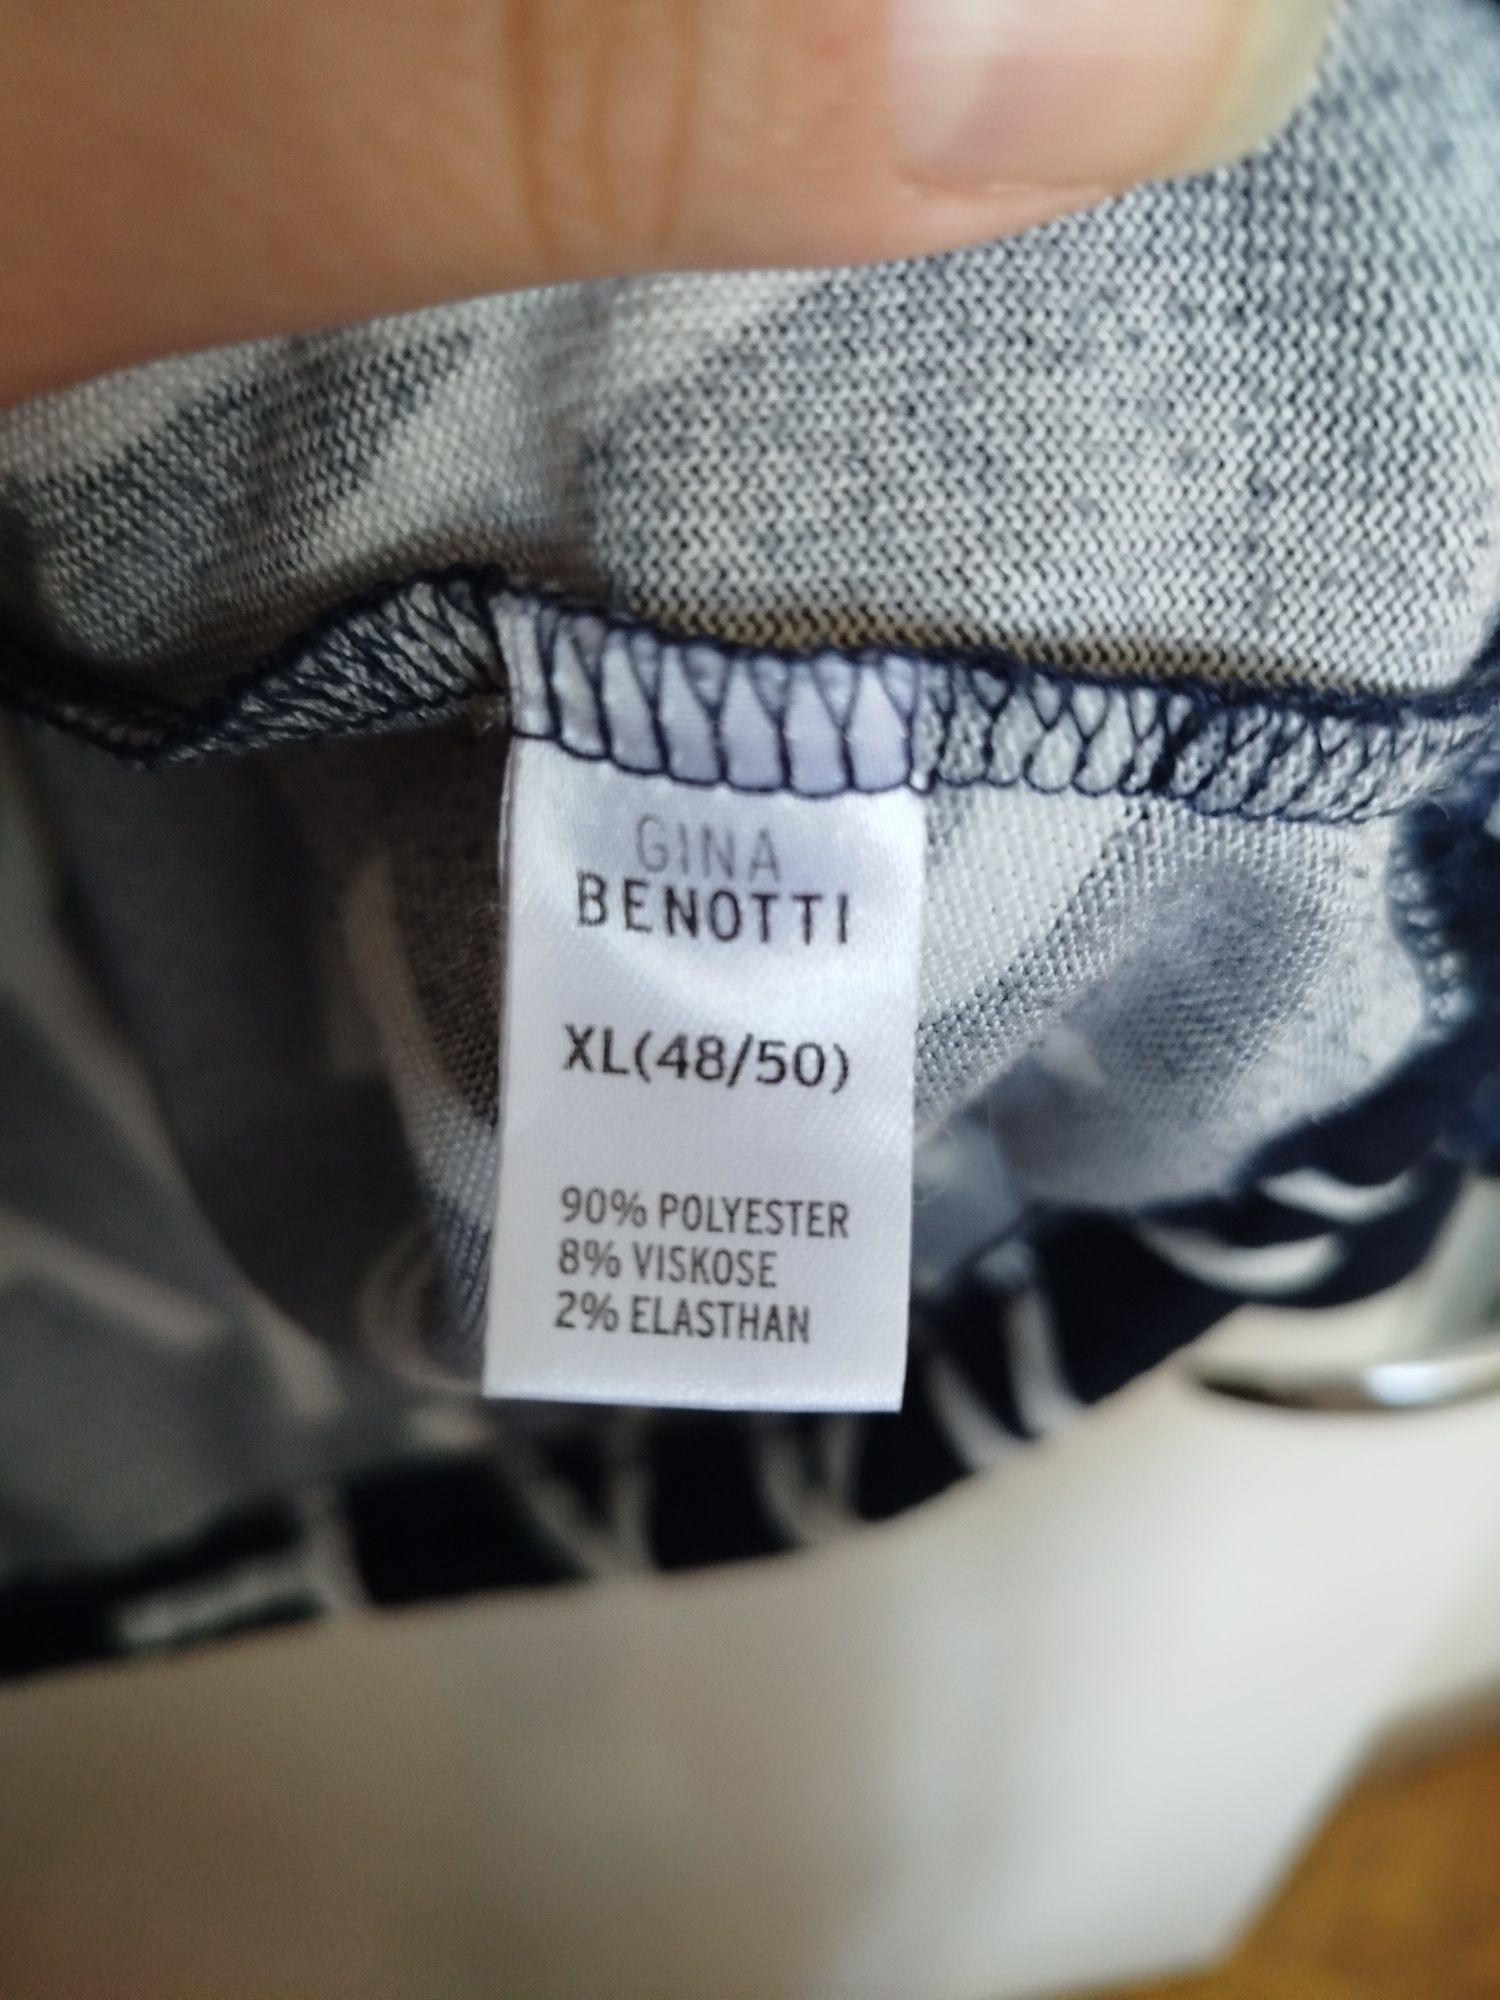 GINA
BENOTTI
XL(48/50)
90% POLYESTER
8% VISKOSE
2% ELASTHAN